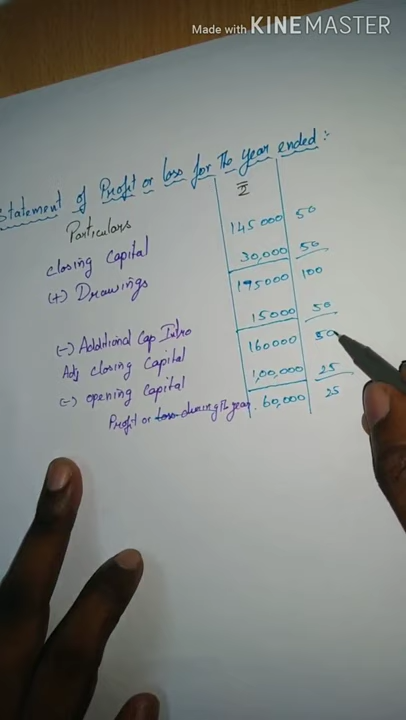 Made with KINEMASTER
Statement of Profit or loss for The year ended:-
Particulars ₹
closing Capital 145000 50
(+) Drawings 30,000 50
175000 100
(-) Additional Cap Intro 15000 50
Adj closing Capital 160000 50
(-) opening Capital 1,00,000 25
Profit or loss during The year. 60,000 25